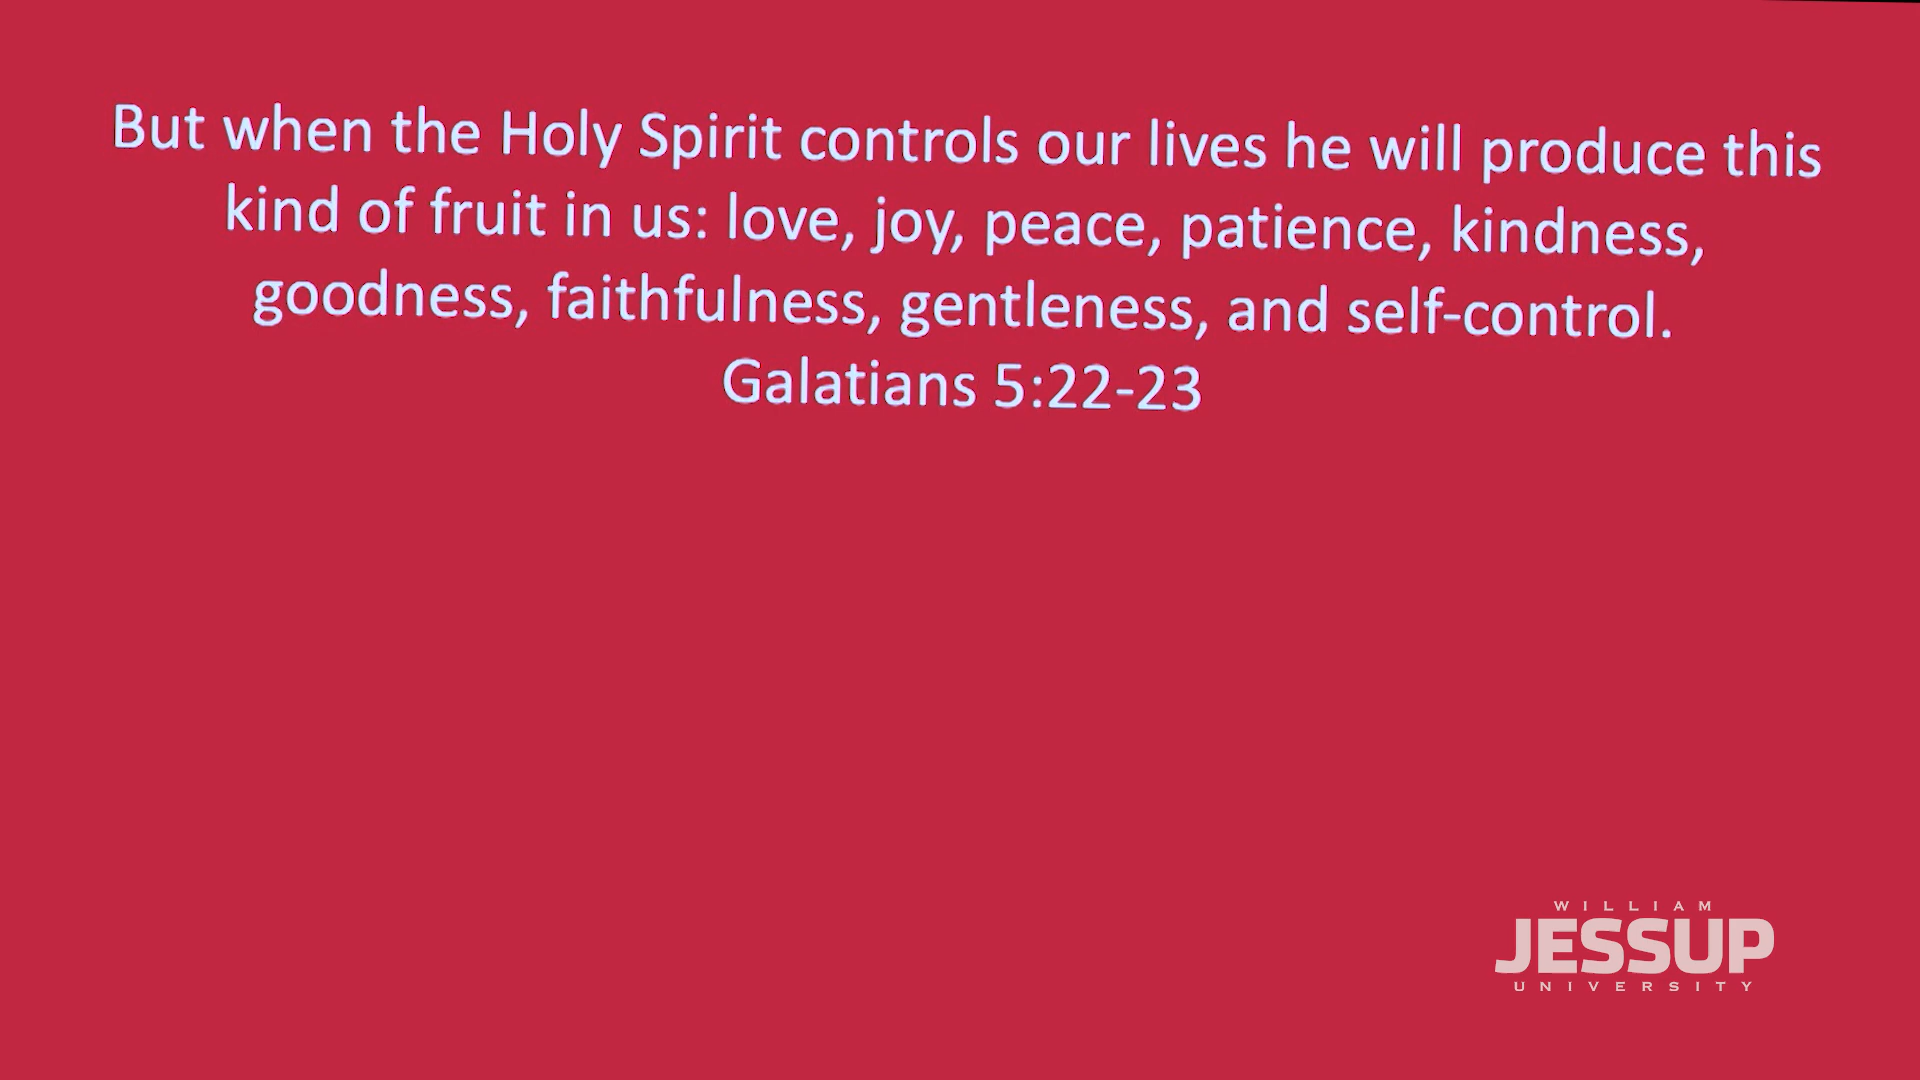 But when the Holy Spirit controls our lives he will produce this
kind of fruit in us: love, joy, peace, patience, kindness,
goodness, faithfulness, gentleness, and self-control.
Galatians 5:22-23
WILLIAM
JESSUP
UNIVERSITY